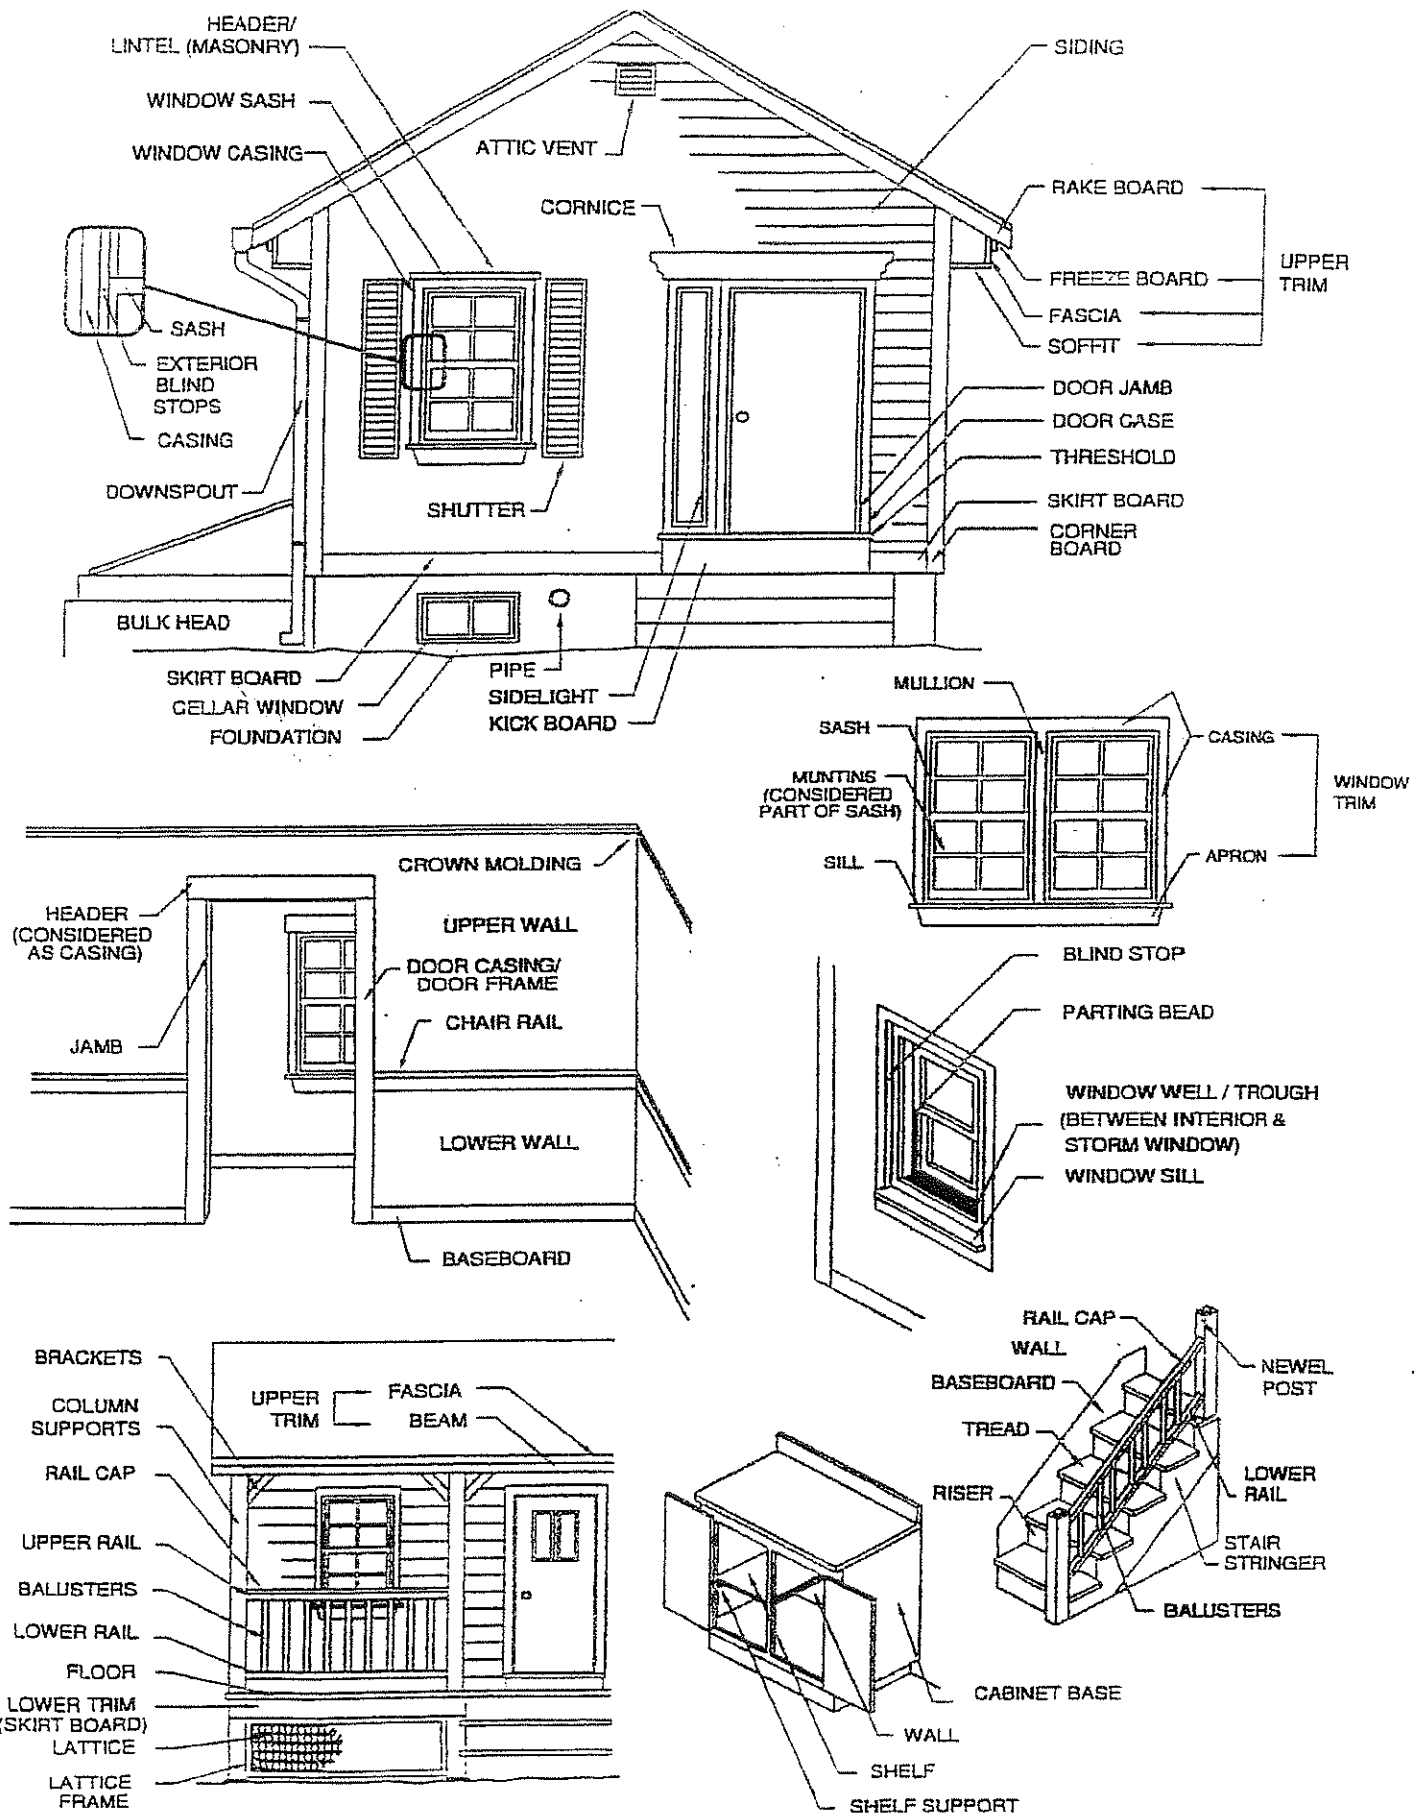 HEADER/
LINTEL (MASONRY)
WINDOW SASH
WINDOW CASING
ATTIC VENT
CORNICE
SIDING
RAKE BOARD
FREEZE BOARD
FASCIA
SOFFIT
UPPER
TRIM
SASH
EXTERIOR
BLIND
STOPS
CASING
DOWNSPOUT
SHUTTER
DOOR JAMB
DOOR CASE
THRESHOLD
SKIRT BOARD
CORNER
BOARD
BULK HEAD
SKIRT BOARD
CELLAR WINDOW
FOUNDATION
PIPE
SIDELIGHT
KICK BOARD
MULLION
SASH
MUNTINS
(CONSIDERED
PART OF SASH)
SILL
CASING
APRON
WINDOW
TRIM
CROWN MOLDING
HEADER
(CONSIDERED
AS CASING)
UPPER WALL
DOOR CASING/
DOOR FRAME
CHAIR RAIL
JAMB
LOWER WALL
BASEBOARD
BLIND STOP
PARTING BEAD
WINDOW WELL / TROUGH
(BETWEEN INTERIOR &
STORM WINDOW)
WINDOW SILL
BRACKETS
COLUMN
SUPPORTS
RAIL CAP
UPPER RAIL
BALUSTERS
LOWER RAIL
FLOOR
LOWER TRIM
(SKIRT BOARD)
LATTICE
LATTICE
FRAME
UPPER
TRIM
FASCIA
BEAM
CABINET BASE
WALL
SHELF
SHELF SUPPORT
RAIL CAP
WALL
BASEBOARD
TREAD
RISER
NEWEL
POST
LOWER
RAIL
STAIR
STRINGER
BALUSTERS